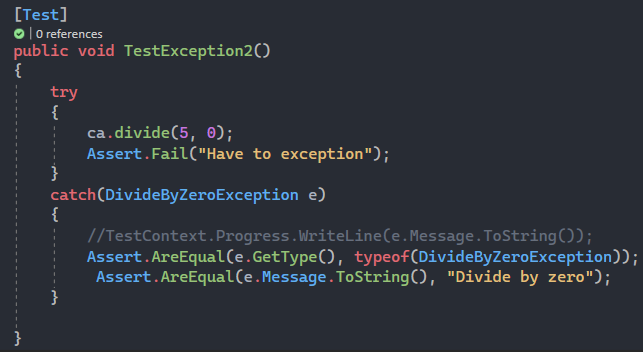 [Test]
| 0 references
public void TestException2()
{
try
{
ca.divide(5, 0);
Assert.Fail("Have to exception");
}
catch(DivideByZeroException e)
{
//TestContext.Progress.WriteLine(e.Message.ToString());
Assert.AreEqual(e.GetType(), typeof(DivideByZeroException));
Assert.AreEqual(e.Message.ToString(), "Divide by zero");
}
}